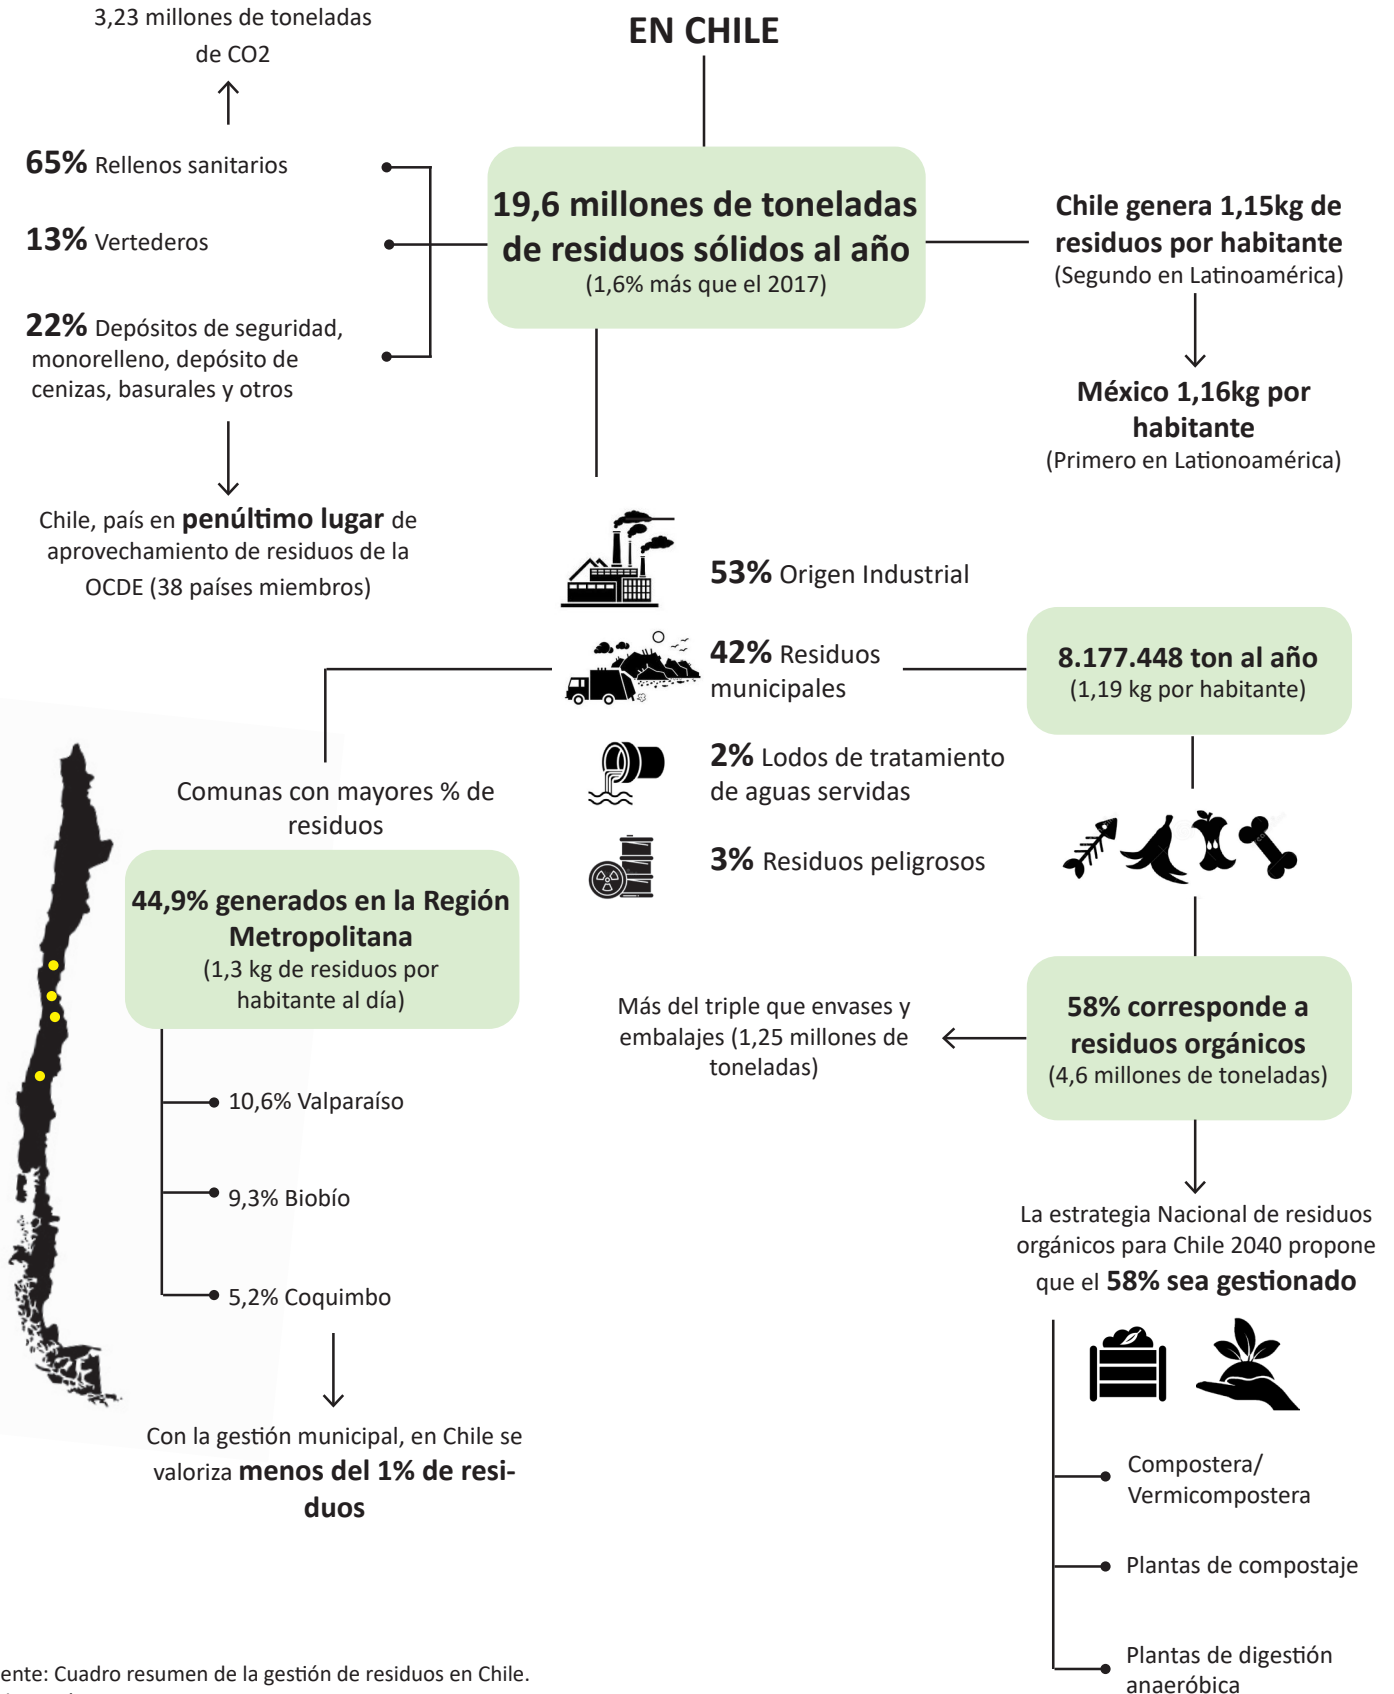 EN CHILE
3,23 millones de toneladas
de CO2
65% Rellenos sanitarios
13% Vertederos
22% Depósitos de seguridad,
monorelleno, depósito de
cenizas, basurales y otros
Chile, país en penúltimo lugar de
aprovechamiento de residuos de la
OCDE (38 países miembros)
19,6 millones de toneladas
de residuos sólidos al año
(1,6% más que el 2017)
Chile genera 1,15kg de
residuos por habitante
(Segundo en Latinoamérica)
México 1,16kg por
habitante
(Primero en Lationoamérica)
53% Origen Industrial
42% Residuos
municipales
2% Lodos de tratamiento
de aguas servidas
3% Residuos peligrosos
8.177.448 ton al año
(1,19 kg por habitante)
Comunas con mayores % de
residuos
44,9% generados en la Región
Metropolitana
(1,3 kg de residuos por
habitante al día)
10,6% Valparaíso
9,3% Biobío
5,2% Coquimbo
Con la gestión municipal, en Chile se
valoriza menos del 1% de resi-
duos
58% corresponde a
residuos orgánicos
(4,6 millones de toneladas)
Más del triple que envases y
embalajes (1,25 millones de
toneladas)
La estrategia Nacional de residuos
orgánicos para Chile 2040 propone
que el 58% sea gestionado
Compostera/
Vermicompostera
Plantas de compostaje
Plantas de digestión
anaeróbica
ente: Cuadro resumen de la gestión de residuos en Chile.